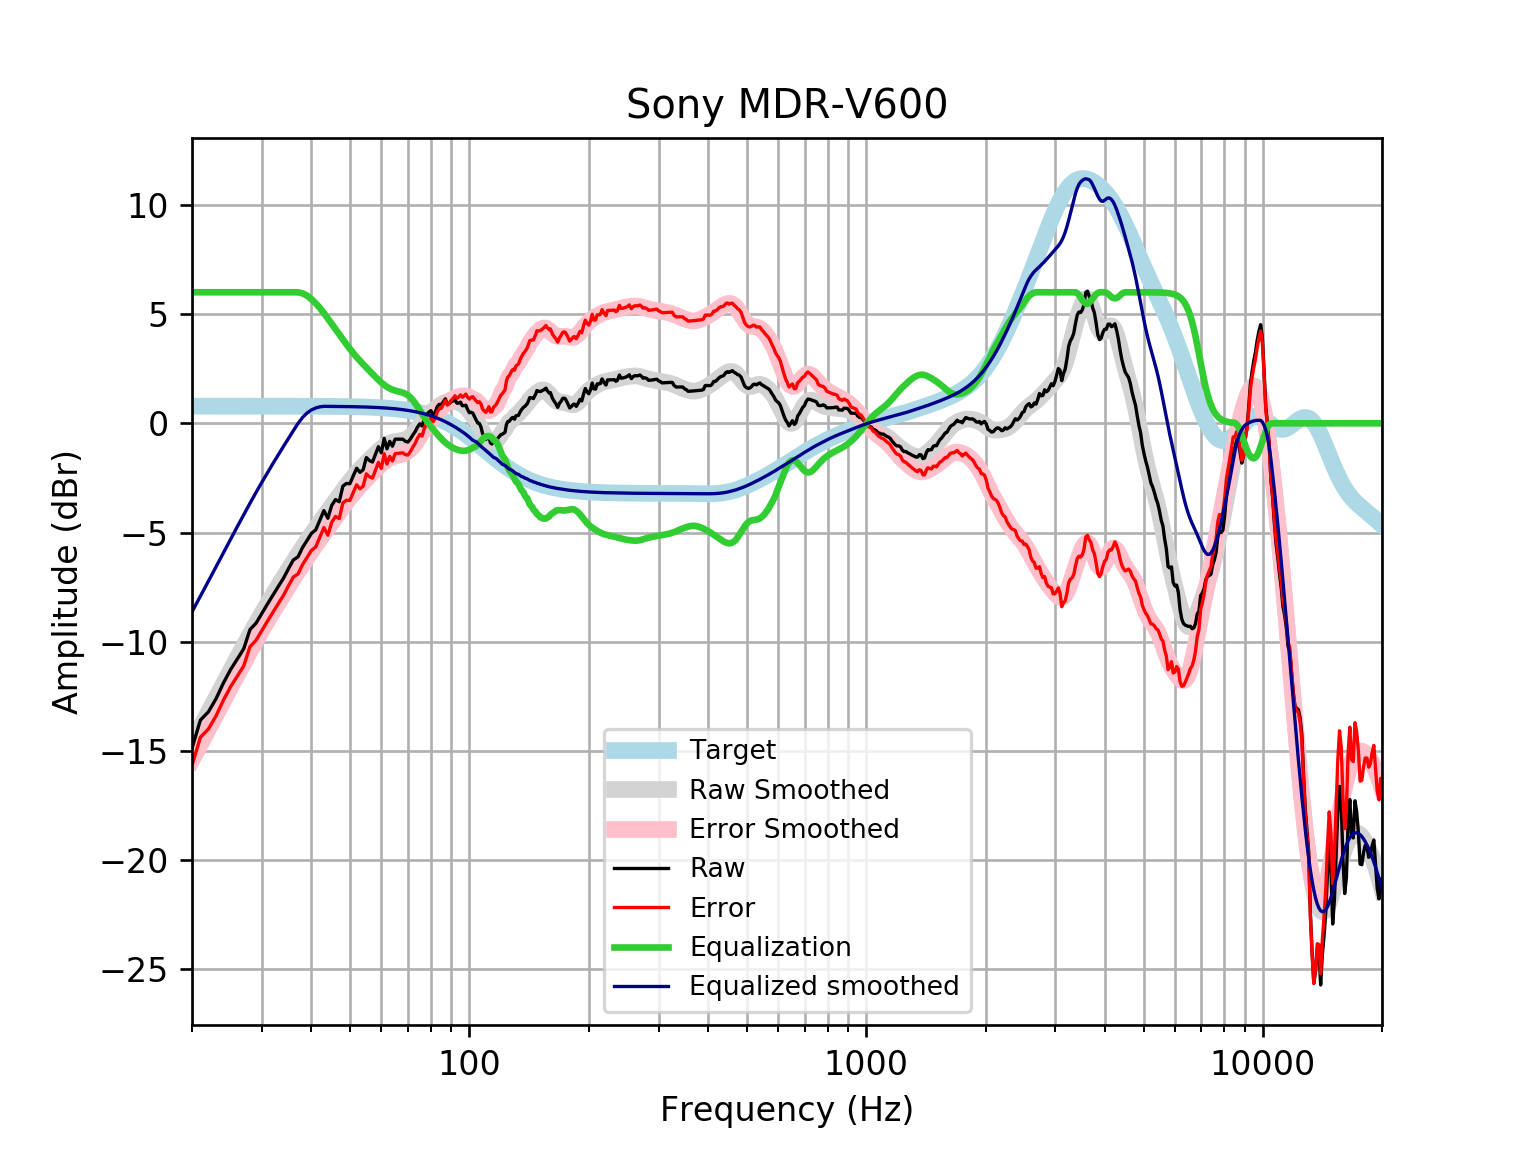 Sony MDR-V600
Amplitude (dBr)
10
5
0
−5
−10
−15
−20
−25
Target
Raw Smoothed
Error Smoothed
Raw
Error
Equalization
Equalized smoothed
100
1000
10000
Frequency (Hz)